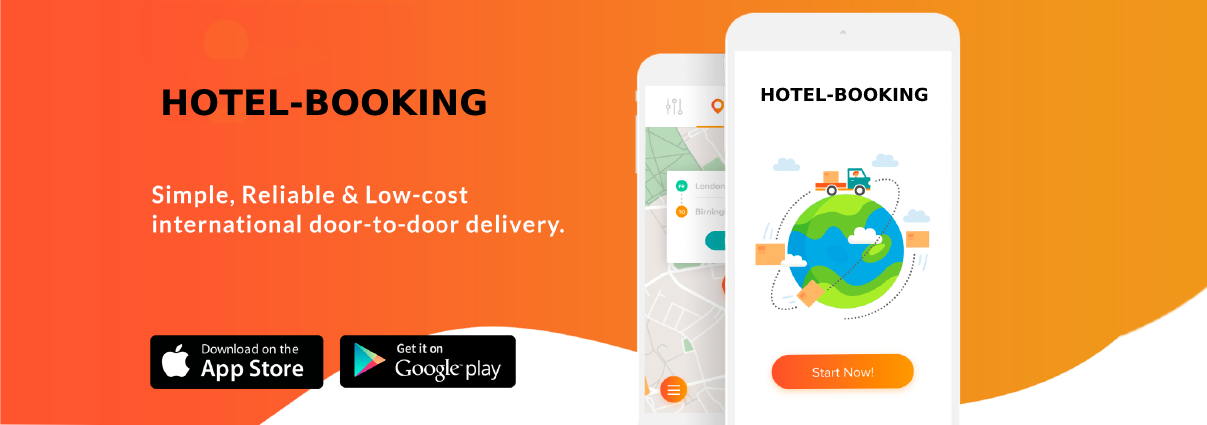 HOTEL-BOOKING
Simple, Reliable & Low-cost
international door-to-door delivery.
Download on the
App Store
Get it on
Google play
FR
London
TO
HOTEL-BOOKING
Start Now!